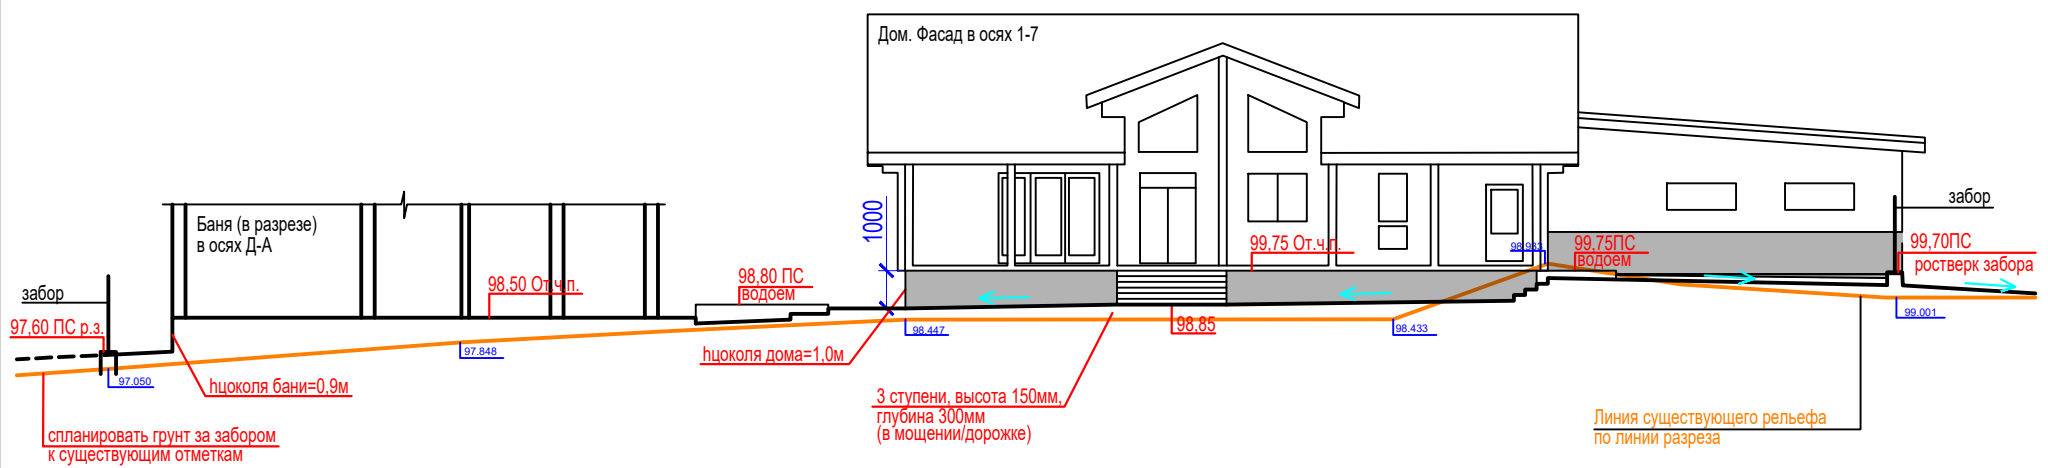 Дом. Фасад в осях 1-7
Баня (в разрезе)
в осях Д-А
1000
забор
забор
98,50 От.ч.п.
98,80 ПС
водоем
99,75 От.ч.п.
98.983
99,75ПС
водоем
99,70ПС
ростверк забора
97,60 ПС р.з.
97.050
97.848
98.447
98,85
98.433
99.001
hцоколя дома=1,0м
hцоколя бани=0,9м
3 ступени, высота 150мм,
глубина 300мм
(в мощении/дорожке)
Линия существующего рельефа
по линии разреза
спланировать грунт за забором
к существующим отметкам